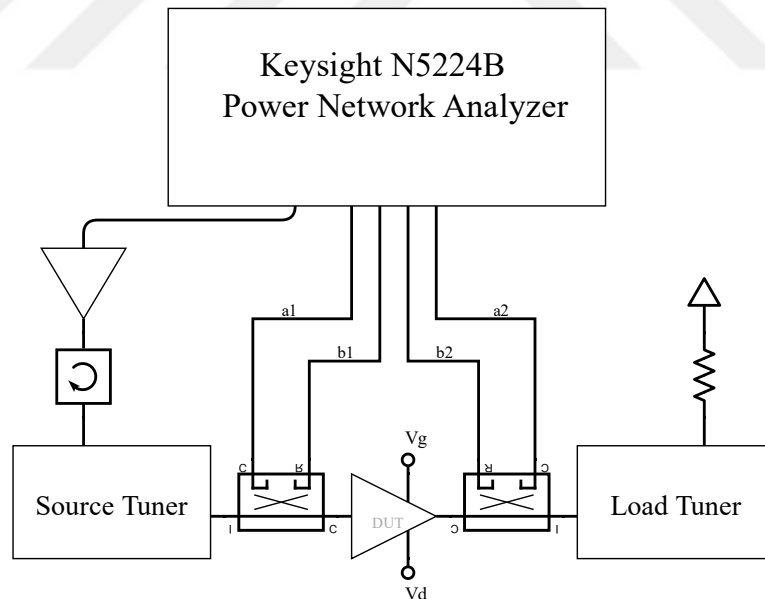 Keysight N5224B
Power Network Analyzer
a1
a2
b1
b2
Vg
C
R
R
C
Source Tuner
DUT
Load Tuner
I
C
C
I
Vd